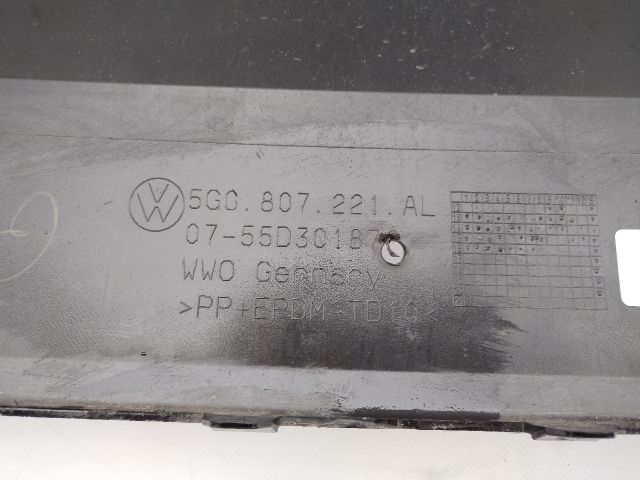 5G0.807.221.AL
07-55D30187
WWO Germany
>PP+EPDM-TD10<